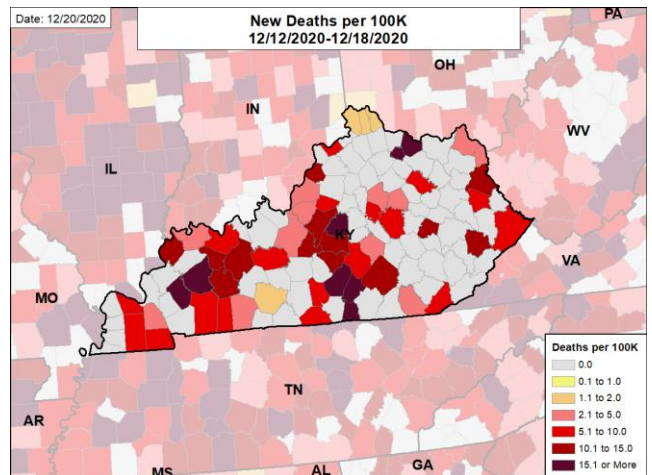 Date: 12/20/2020
New Deaths per 100K
12/12/2020-12/18/2020
PA
OH
IN
WV
IL
KY
VA
MO
TN
AR
MS
AL
GA
Deaths per 100K
0.0
0.1 to 1.0
1.1 to 2.0
2.1 to 5.0
5.1 to 10.0
10.1 to 15.0
15.1 or More